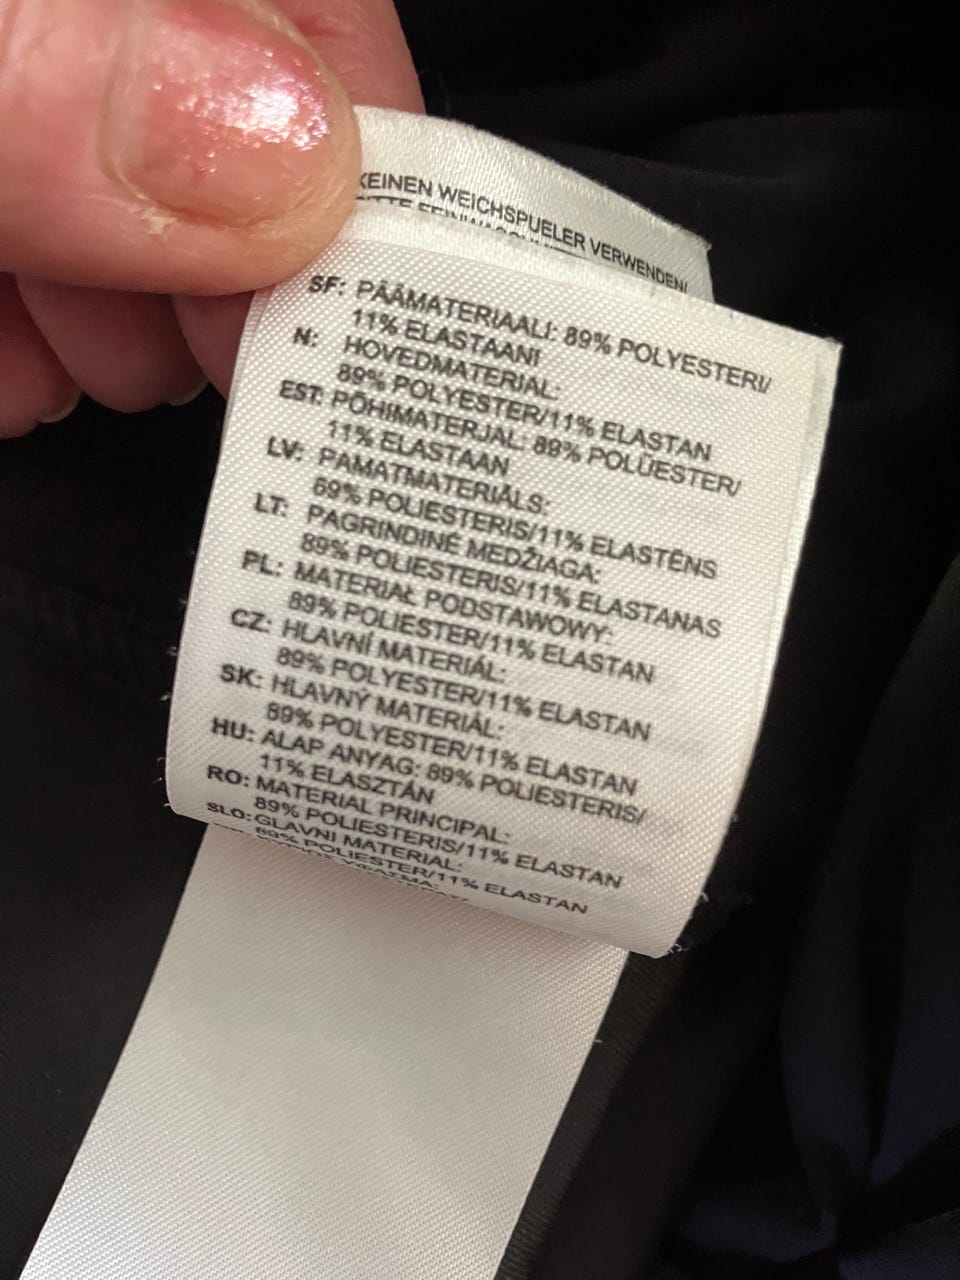 KEINEN WEICHSPUELER VERWENDEN/
SF: PÄÄMATERIAALI: 89% POLYESTERI/
11% ELASTAANI
N: HOVEDMATERIAL:
89% POLYESTER/11% ELASTAN
EST: PÕHIMATERJAL: 89% POLÜESTER/
11% ELASTAAN
LV: PAMATMATERIĀLS:
89% POLIESTERIS/11% ELASTĒNS
LT: PAGRINDINĖ MEDŽIAGA:
89% POLIESTERIS/11% ELASTANAS
PL: MATERIAŁ PODSTAWOWY:
89% POLIESTER/11% ELASTAN
CZ: HLAVNÍ MATERIÁL:
89% POLYESTER/11% ELASTAN
SK: HLAVNÝ MATERIÁL:
89% POLYESTER/11% ELASTAN
HU: ALAP ANYAG: 89% POLIESTERIS/
11% ELASZTÁN
RO: MATERIAL PRINCIPAL:
89% POLIESTERIS/11% ELASTAN
SLO: GLAVNI MATERIAL:
89% POLIESTER/11% ELASTAN